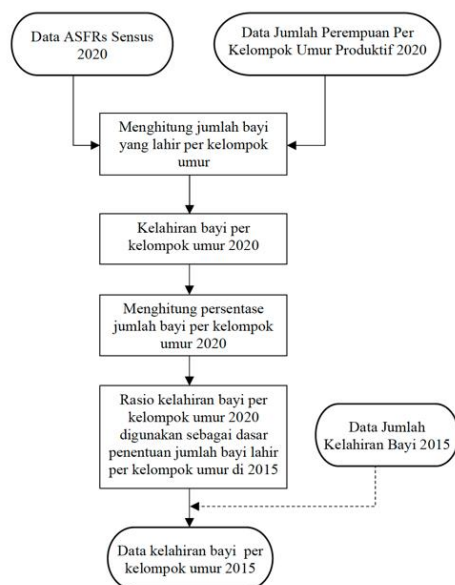 Data ASFRs Sensus
2020
Data Jumlah Perempuan Per
Kelompok Umur Produktif 2020
Menghitung jumlah bayi
yang lahir per kelompok
umur
Kelahiran bayi per
kelompok umur 2020
Menghitung persentase
jumlah bayi per kelompok
umur 2020
Rasio kelahiran bayi per
kelompok umur 2020
digunakan sebagai dasar
penentuan jumlah bayi lahir
per kelompok umur di 2015
Data Jumlah
Kelahiran Bayi 2015
Data kelahiran bayi per
kelompok umur 2015